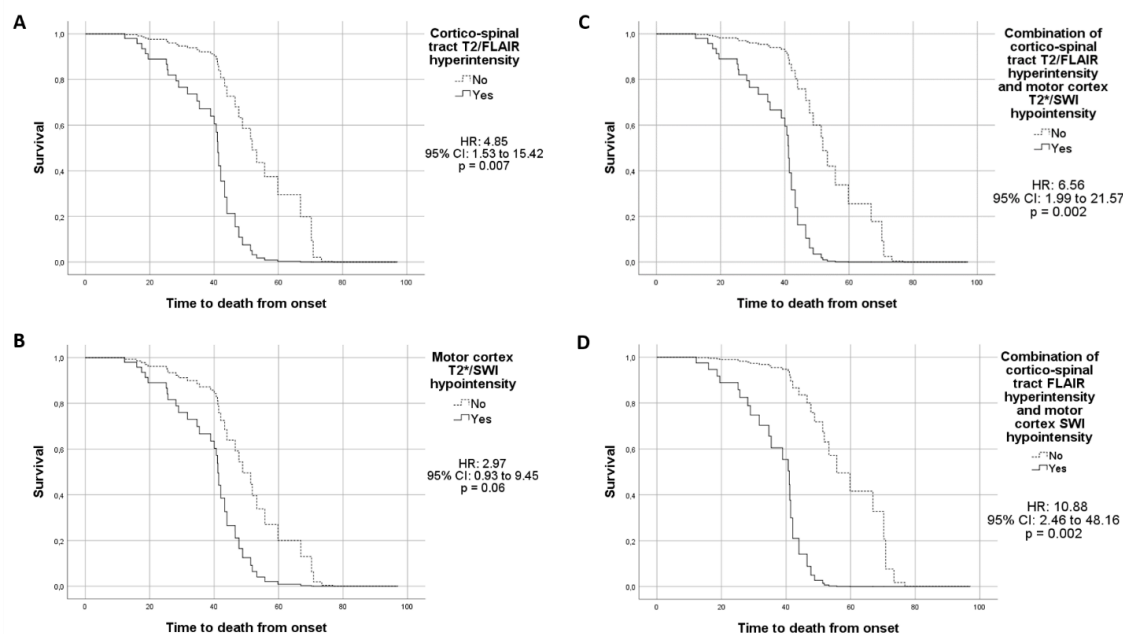 A
Cortico-spinal
tract T2/FLAIR
hyperintensity
No
Yes
HR: 4.85
95% CI: 1.53 to 15.42
p = 0.007
Survival
1,0
0,8
0,6
0,4
0,2
0,0
0
20
40
60
80
100
Time to death from onset
B
Motor cortex
T2*/SWI
hypointensity
No
Yes
HR: 2.97
95% CI: 0.93 to 9.45
p = 0.06
Survival
1,0
0,8
0,6
0,4
0,2
0,0
0
20
40
60
80
100
Time to death from onset
C
Combination of
cortico-spinal
tract T2/FLAIR
hyperintensity
and motor cortex
T2*/SWI
hypointensity
No
Yes
HR: 6.56
95% CI: 1.99 to 21.57
p = 0.002
Survival
1,0
0,8
0,6
0,4
0,2
0,0
0
20
40
60
80
100
Time to death from onset
D
Combination of
cortico-spinal
tract FLAIR
hyperintensity
and motor
cortex SWI
hypointensity
No
Yes
HR: 10.88
95% CI: 2.46 to 48.16
p = 0.002
Survival
1,0
0,8
0,6
0,4
0,2
0,0
0
20
40
60
80
100
Time to death from onset